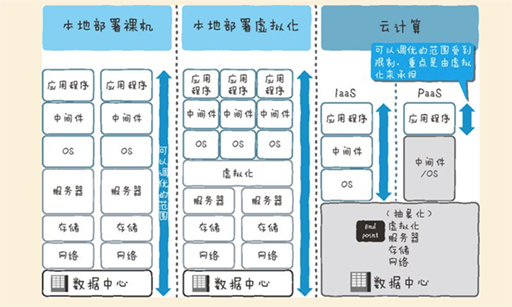 本地部署裸机
本地部署虚拟化
云计算
可以调优的范围受到
限制，重点是由虚拟
化来承担
应用程序
应用程序
中间件
中间件
OS
OS
服务器
服务器
存储
存储
网络
网络
数据中心
可以调优的范围
应用
程序
应用
程序
应用
程序
中间件
中间件
中间件
OS
OS
OS
虚拟化
服务器
服务器
存储
存储
网络
网络
数据中心
IaaS
PaaS
应用程序
应用程序
中间件
OS
中间件
/OS
（抽象化）
End
point
虚拟化
服务器
存储
网络
数据中心